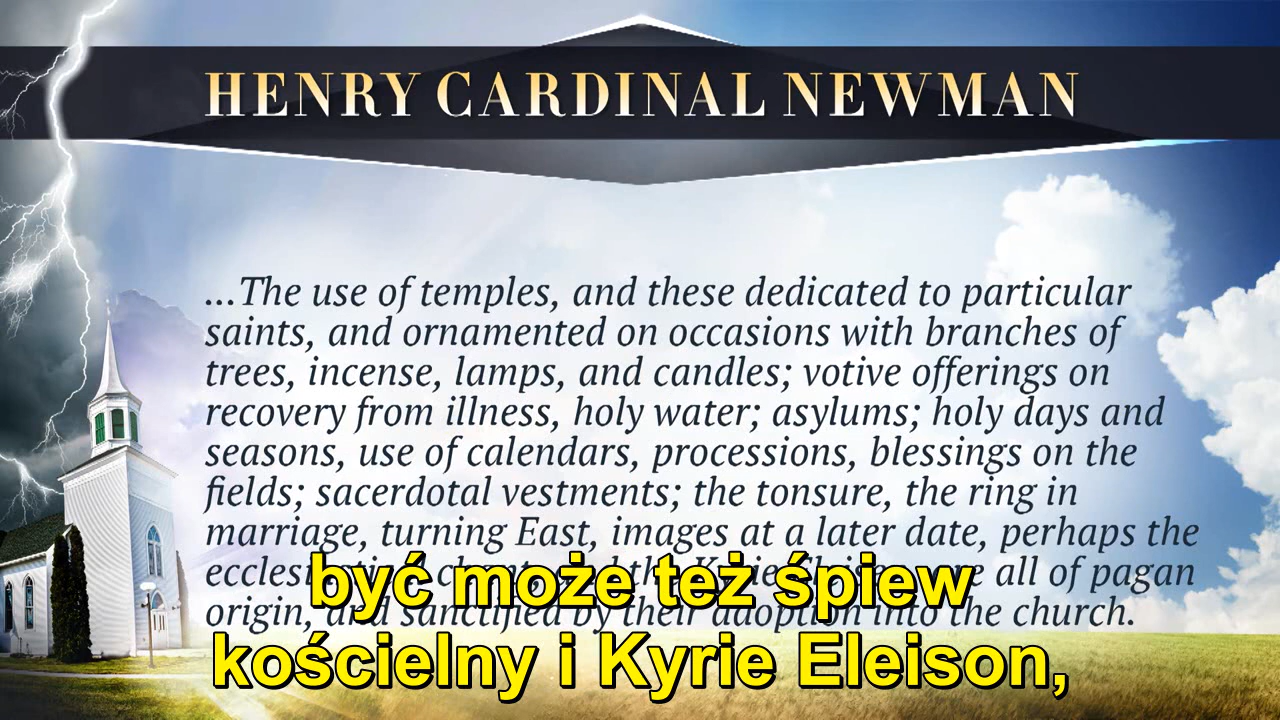 HENRY CARDINAL NEWMAN
...The use of temples, and these dedicated to particular
saints, and ornamented on occasions with branches of
trees, incense, lamps, and candles; votive offerings on
recovery from illness, holy water; asylums; holy days and
seasons, use of calendars, processions, blessings on the
fields; sacerdotal vestments; the tonsure, the ring in
marriage, turning East, images at a later date, perhaps the
all of pagan
origin, and sanctified by their adoption into the church.
być może też śpiew
kościelny i Kyrie Eleison,